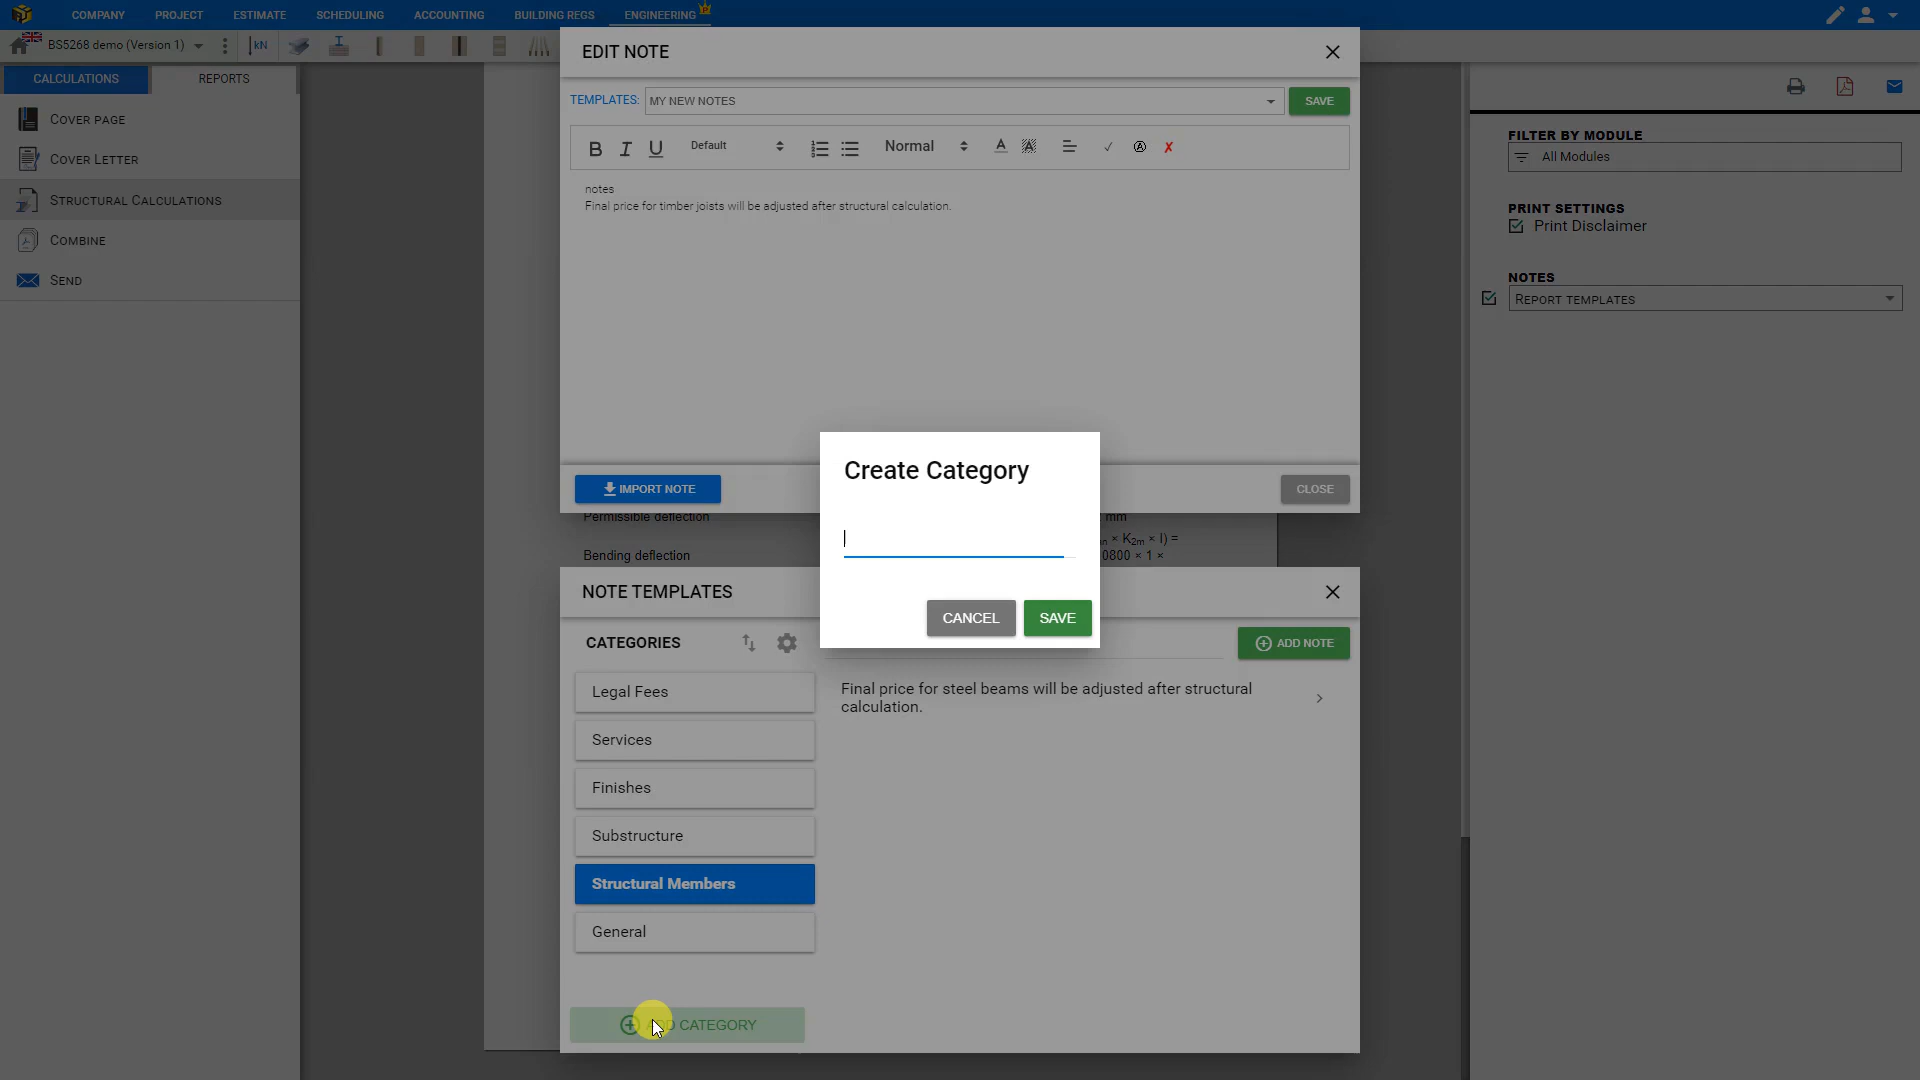 COMPANY PROJECT ESTIMATE SCHEDULING ACCOUNTING BUILDING REGS ENGINEERING
BS5268 demo (Version 1)
kN
CALCULATIONS REPORTS
COVER PAGE
COVER LETTER
STRUCTURAL CALCULATIONS
COMBINE
SEND
EDIT NOTE
TEMPLATES: MY NEW NOTES SAVE
B I U Default Normal A
notes
Final price for timber joists will be adjusted after structural calculation.
IMPORT NOTE CLOSE
Permissible deflection mm
× K2m × I) =
Bending deflection 0800 × 1 ×
Create Category
CANCEL SAVE
NOTE TEMPLATES
CATEGORIES
ADD NOTE
Legal Fees
Services
Finishes
Substructure
Structural Members
General
Final price for steel beams will be adjusted after structural
calculation.
ADD CATEGORY
FILTER BY MODULE
All Modules
PRINT SETTINGS
Print Disclaimer
NOTES
REPORT TEMPLATES